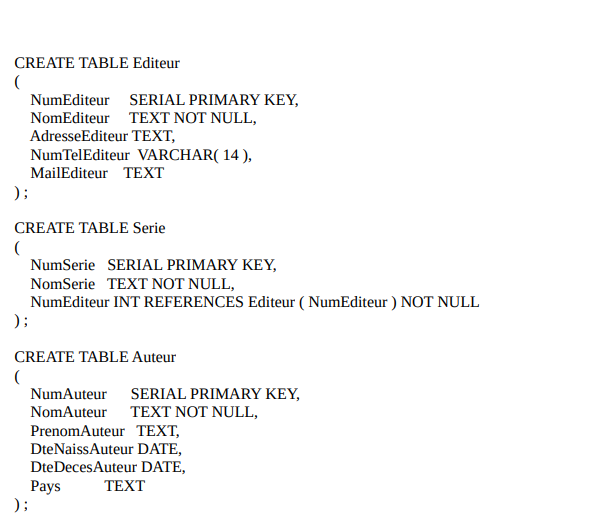 CREATE TABLE Editeur
(
NumEditeur SERIAL PRIMARY KEY,
NomEditeur TEXT NOT NULL,
AdresseEditeur TEXT,
NumTelEditeur VARCHAR( 14 ),
MailEditeur TEXT
) ;
CREATE TABLE Serie
(
NumSerie SERIAL PRIMARY KEY,
NomSerie TEXT NOT NULL,
NumEditeur INT REFERENCES Editeur ( NumEditeur ) NOT NULL
) ;
CREATE TABLE Auteur
(
NumAuteur SERIAL PRIMARY KEY,
NomAuteur TEXT NOT NULL,
PrenomAuteur TEXT,
DteNaissAuteur DATE,
DteDecesAuteur DATE,
Pays TEXT
) ;